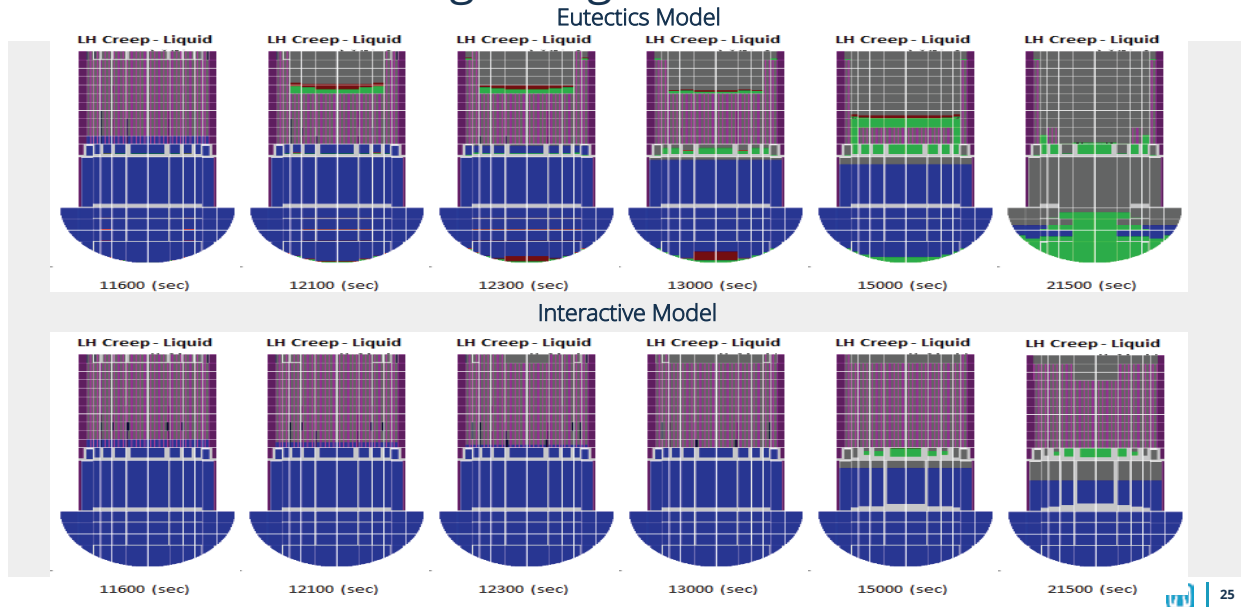 Eutectics Model
LH Creep - Liquid LH Creep - Liquid LH Creep - Liquid LH Creep - Liquid LH Creep - Liquid LH Creep - Liquid
11600 (sec) 12100 (sec) 12300 (sec) 13000 (sec) 15000 (sec) 21500 (sec)
Interactive Model
LH Creep - Liquid LH Creep - Liquid LH Creep - Liquid LH Creep - Liquid LH Creep - Liquid LH Creep - Liquid
11600 (sec) 12100 (sec) 12300 (sec) 13000 (sec) 15000 (sec) 21500 (sec)
25